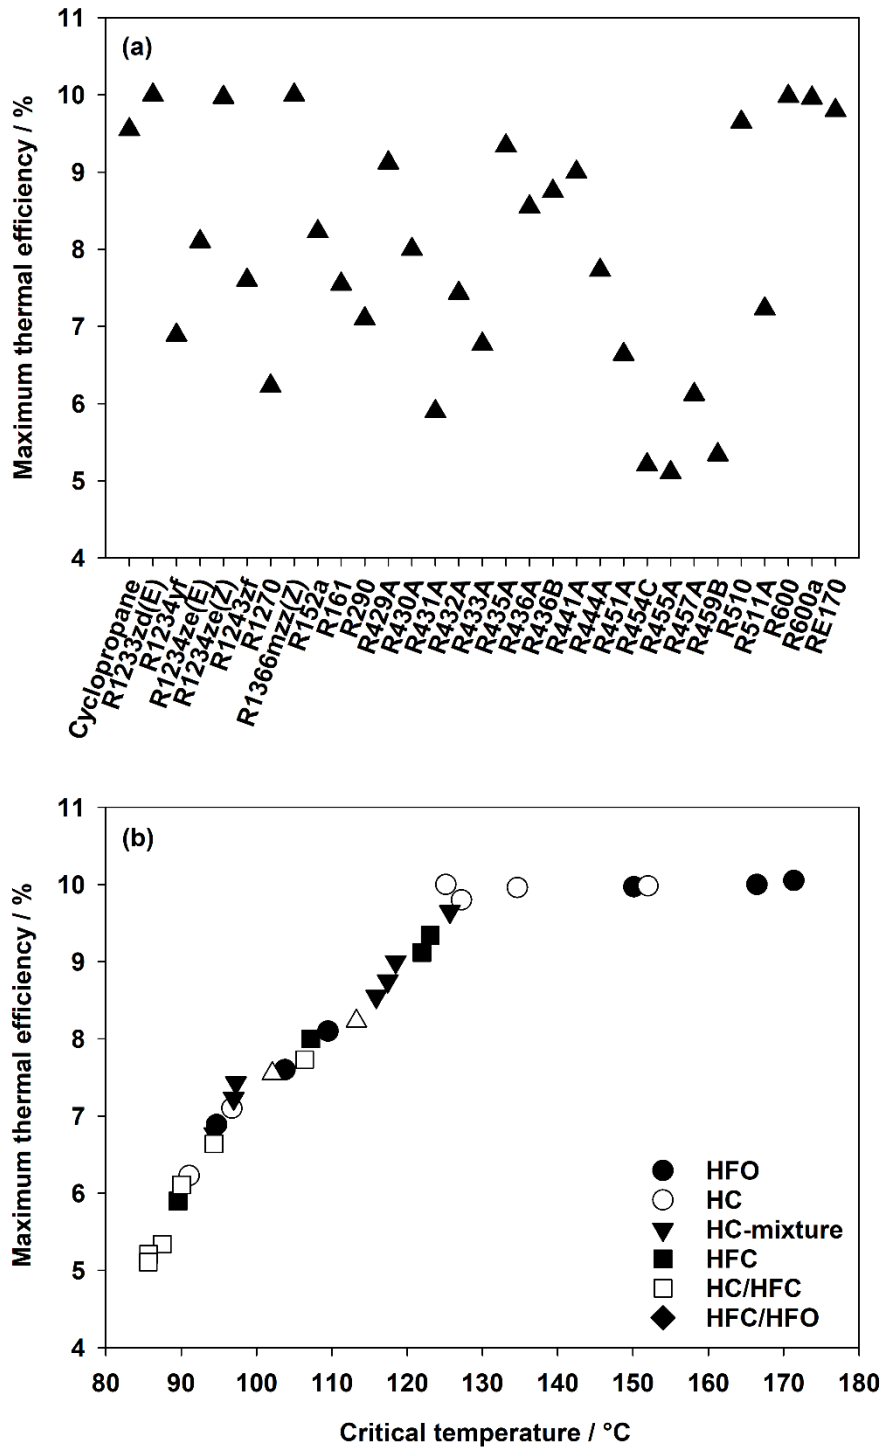 (a)
Maximum thermal efficiency / %
11
10
9
8
7
6
5
4
Cyclopropane
R1233zd(E)
R1234yf
R1234ze(E)
R1234ze(Z)
R1243zf
R1270
R1366mzz(Z)
R152a
R161
R290
R429A
R430A
R431A
R432A
R433A
R435A
R436A
R436B
R441A
R444A
R451A
R454C
R455A
R457A
R459B
R510
R511A
R600
R600a
RE170
(b)
Maximum thermal efficiency / %
11
10
9
8
7
6
5
4
HFO
HC
HC-mixture
HFC
HC/HFC
HFC/HFO
80 90 100 110 120 130 140 150 160 170 180
Critical temperature / °C